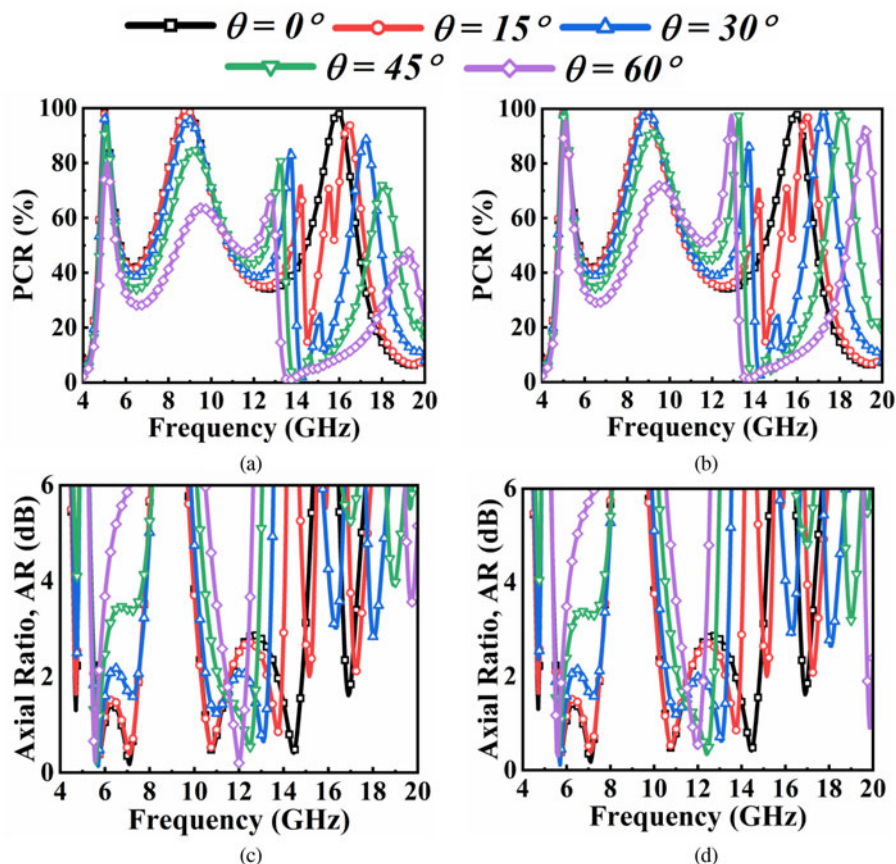 θ = 0° θ = 15° θ = 30°
θ = 45° θ = 60°
100 100
80 80
60 60
40 40
20 20
0 0
PCR (%) PCR (%)
4 6 8 10 12 14 16 18 20 4 6 8 10 12 14 16 18 20
Frequency (GHz) Frequency (GHz)
(a) (b)
6 6
4 4
2 2
0 0
Axial Ratio, AR (dB) Axial Ratio, AR (dB)
4 6 8 10 12 14 16 18 20 4 6 8 10 12 14 16 18 20
Frequency (GHz) Frequency (GHz)
(c) (d)